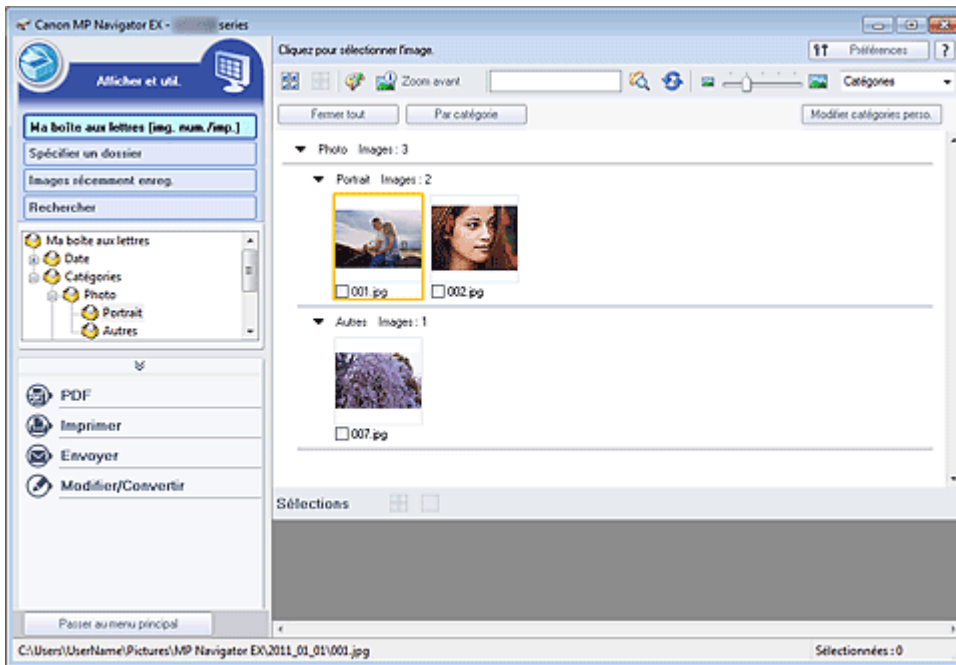 Canon MP Navigator EX - series
Afficher et util.
Ma boîte aux lettres [img. num./imp.]
Spécifier un dossier
Images récemment enreg.
Rechercher
Ma boîte aux lettres
Date
Catégories
Photo
Portrait
Autres
PDF
Imprimer
Envoyer
Modifier/Convertir
Passer au menu principal
Cliquez pour sélectionner l'image.
Préférences
?
Zoom avant
Catégories
Fermer tout
Par catégorie
Modifier catégories perso.
Photo Images : 3
Portrait Images : 2
001.jpg
002.jpg
Autres Images : 1
007.jpg
Sélections
C:\Users\UserName\Pictures\MP Navigator EX\2011_01_01\001.jpg
Sélectionnées : 0